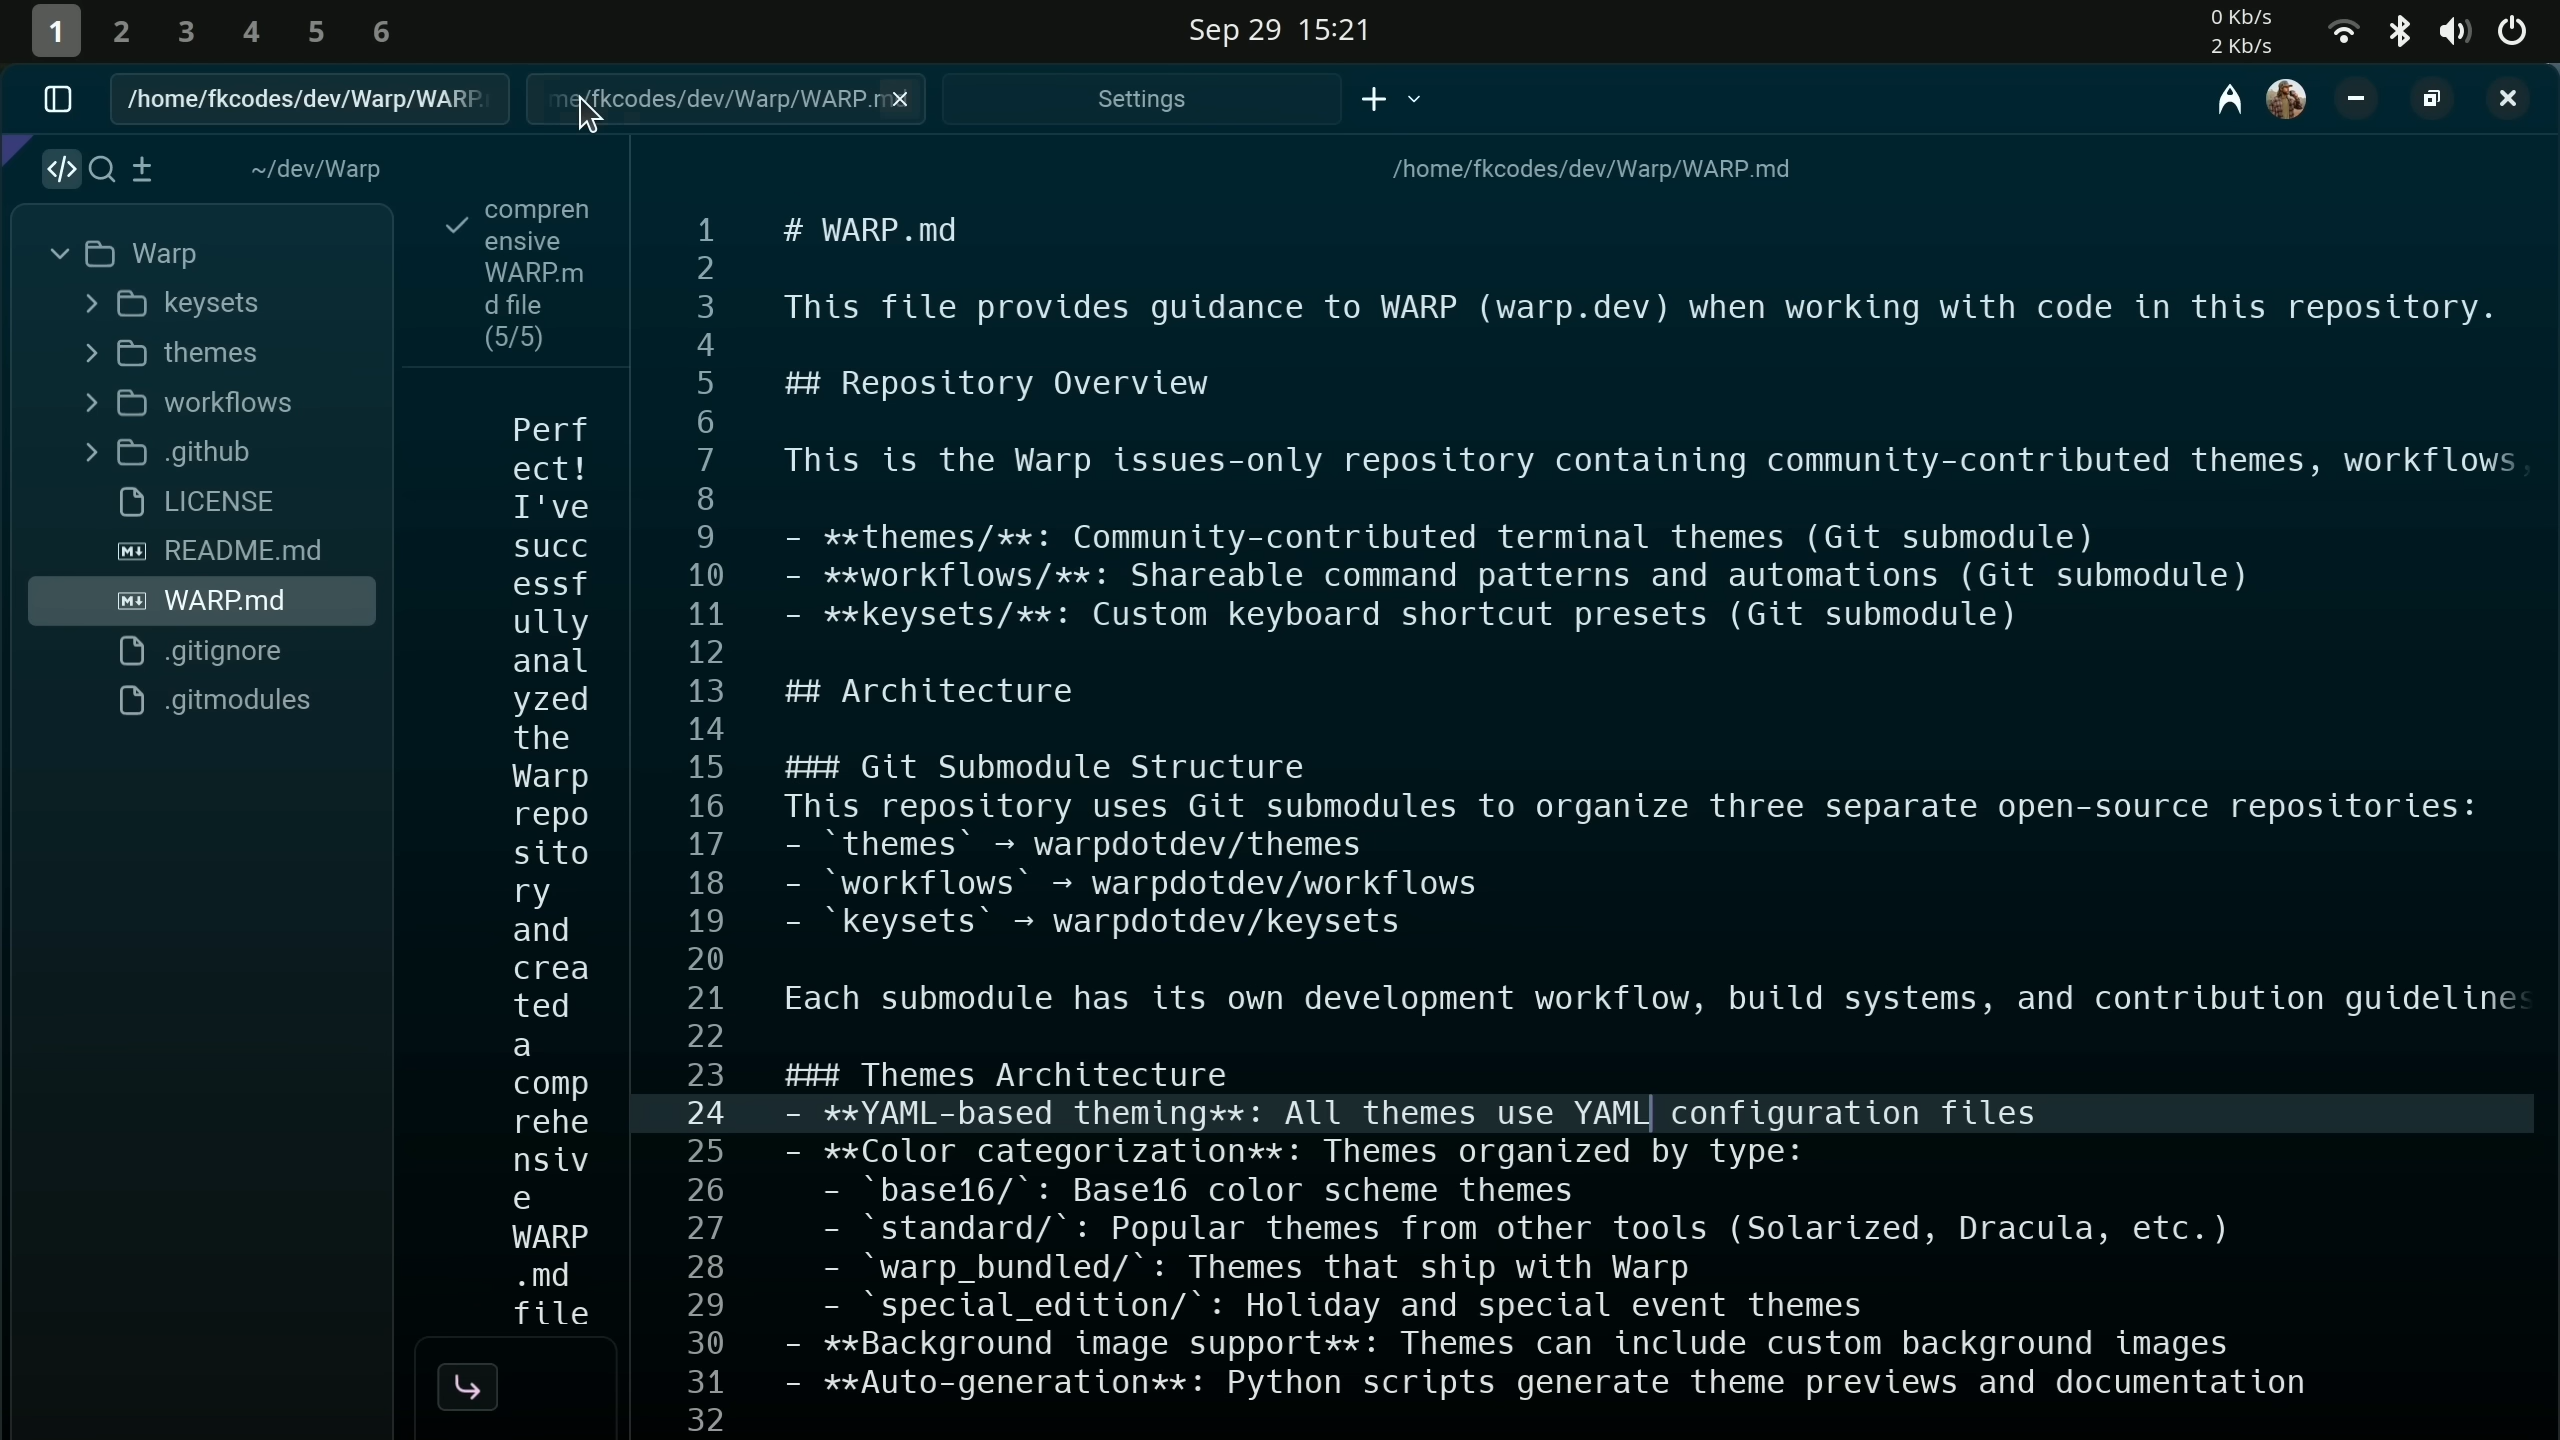 1 2 3 4 5 6
Sep 29 15:21
0 Kb/s
2 Kb/s
/home/fkcodes/dev/Warp/WARP.
me/fkcodes/dev/Warp/WARP.m
Settings
~/dev/Warp
Warp
keysets
themes
workflows
.github
LICENSE
README.md
WARP.md
.gitignore
.gitmodules
compren
ensive
WARP.m
d file
(5/5)
Perf
ect!
I've
succ
essf
ully
anal
yzed
the
Warp
repo
sito
ry
and
crea
ted
a
comp
rehe
nsiv
e
WARP
.md
file
/home/fkcodes/dev/Warp/WARP.md
1 # WARP.md
2
3 This file provides guidance to WARP (warp.dev) when working with code in this repository.
4
5 ## Repository Overview
6
7 This is the Warp issues-only repository containing community-contributed themes, workflows,
8
9 - **themes/**: Community-contributed terminal themes (Git submodule)
10 - **workflows/**: Shareable command patterns and automations (Git submodule)
11 - **keysets/**: Custom keyboard shortcut presets (Git submodule)
12
13 ## Architecture
14
15 ### Git Submodule Structure
16 This repository uses Git submodules to organize three separate open-source repositories:
17 - `themes` → warpdotdev/themes
18 - `workflows` → warpdotdev/workflows
19 - `keysets` → warpdotdev/keysets
20
21 Each submodule has its own development workflow, build systems, and contribution guidelines
22
23 ### Themes Architecture
24 - **YAML-based theming**: All themes use YAML configuration files
25 - **Color categorization**: Themes organized by type:
26   - `base16/`: Base16 color scheme themes
27   - `standard/`: Popular themes from other tools (Solarized, Dracula, etc.)
28   - `warp_bundled/`: Themes that ship with Warp
29   - `special_edition/`: Holiday and special event themes
30 - **Background image support**: Themes can include custom background images
31 - **Auto-generation**: Python scripts generate theme previews and documentation
32